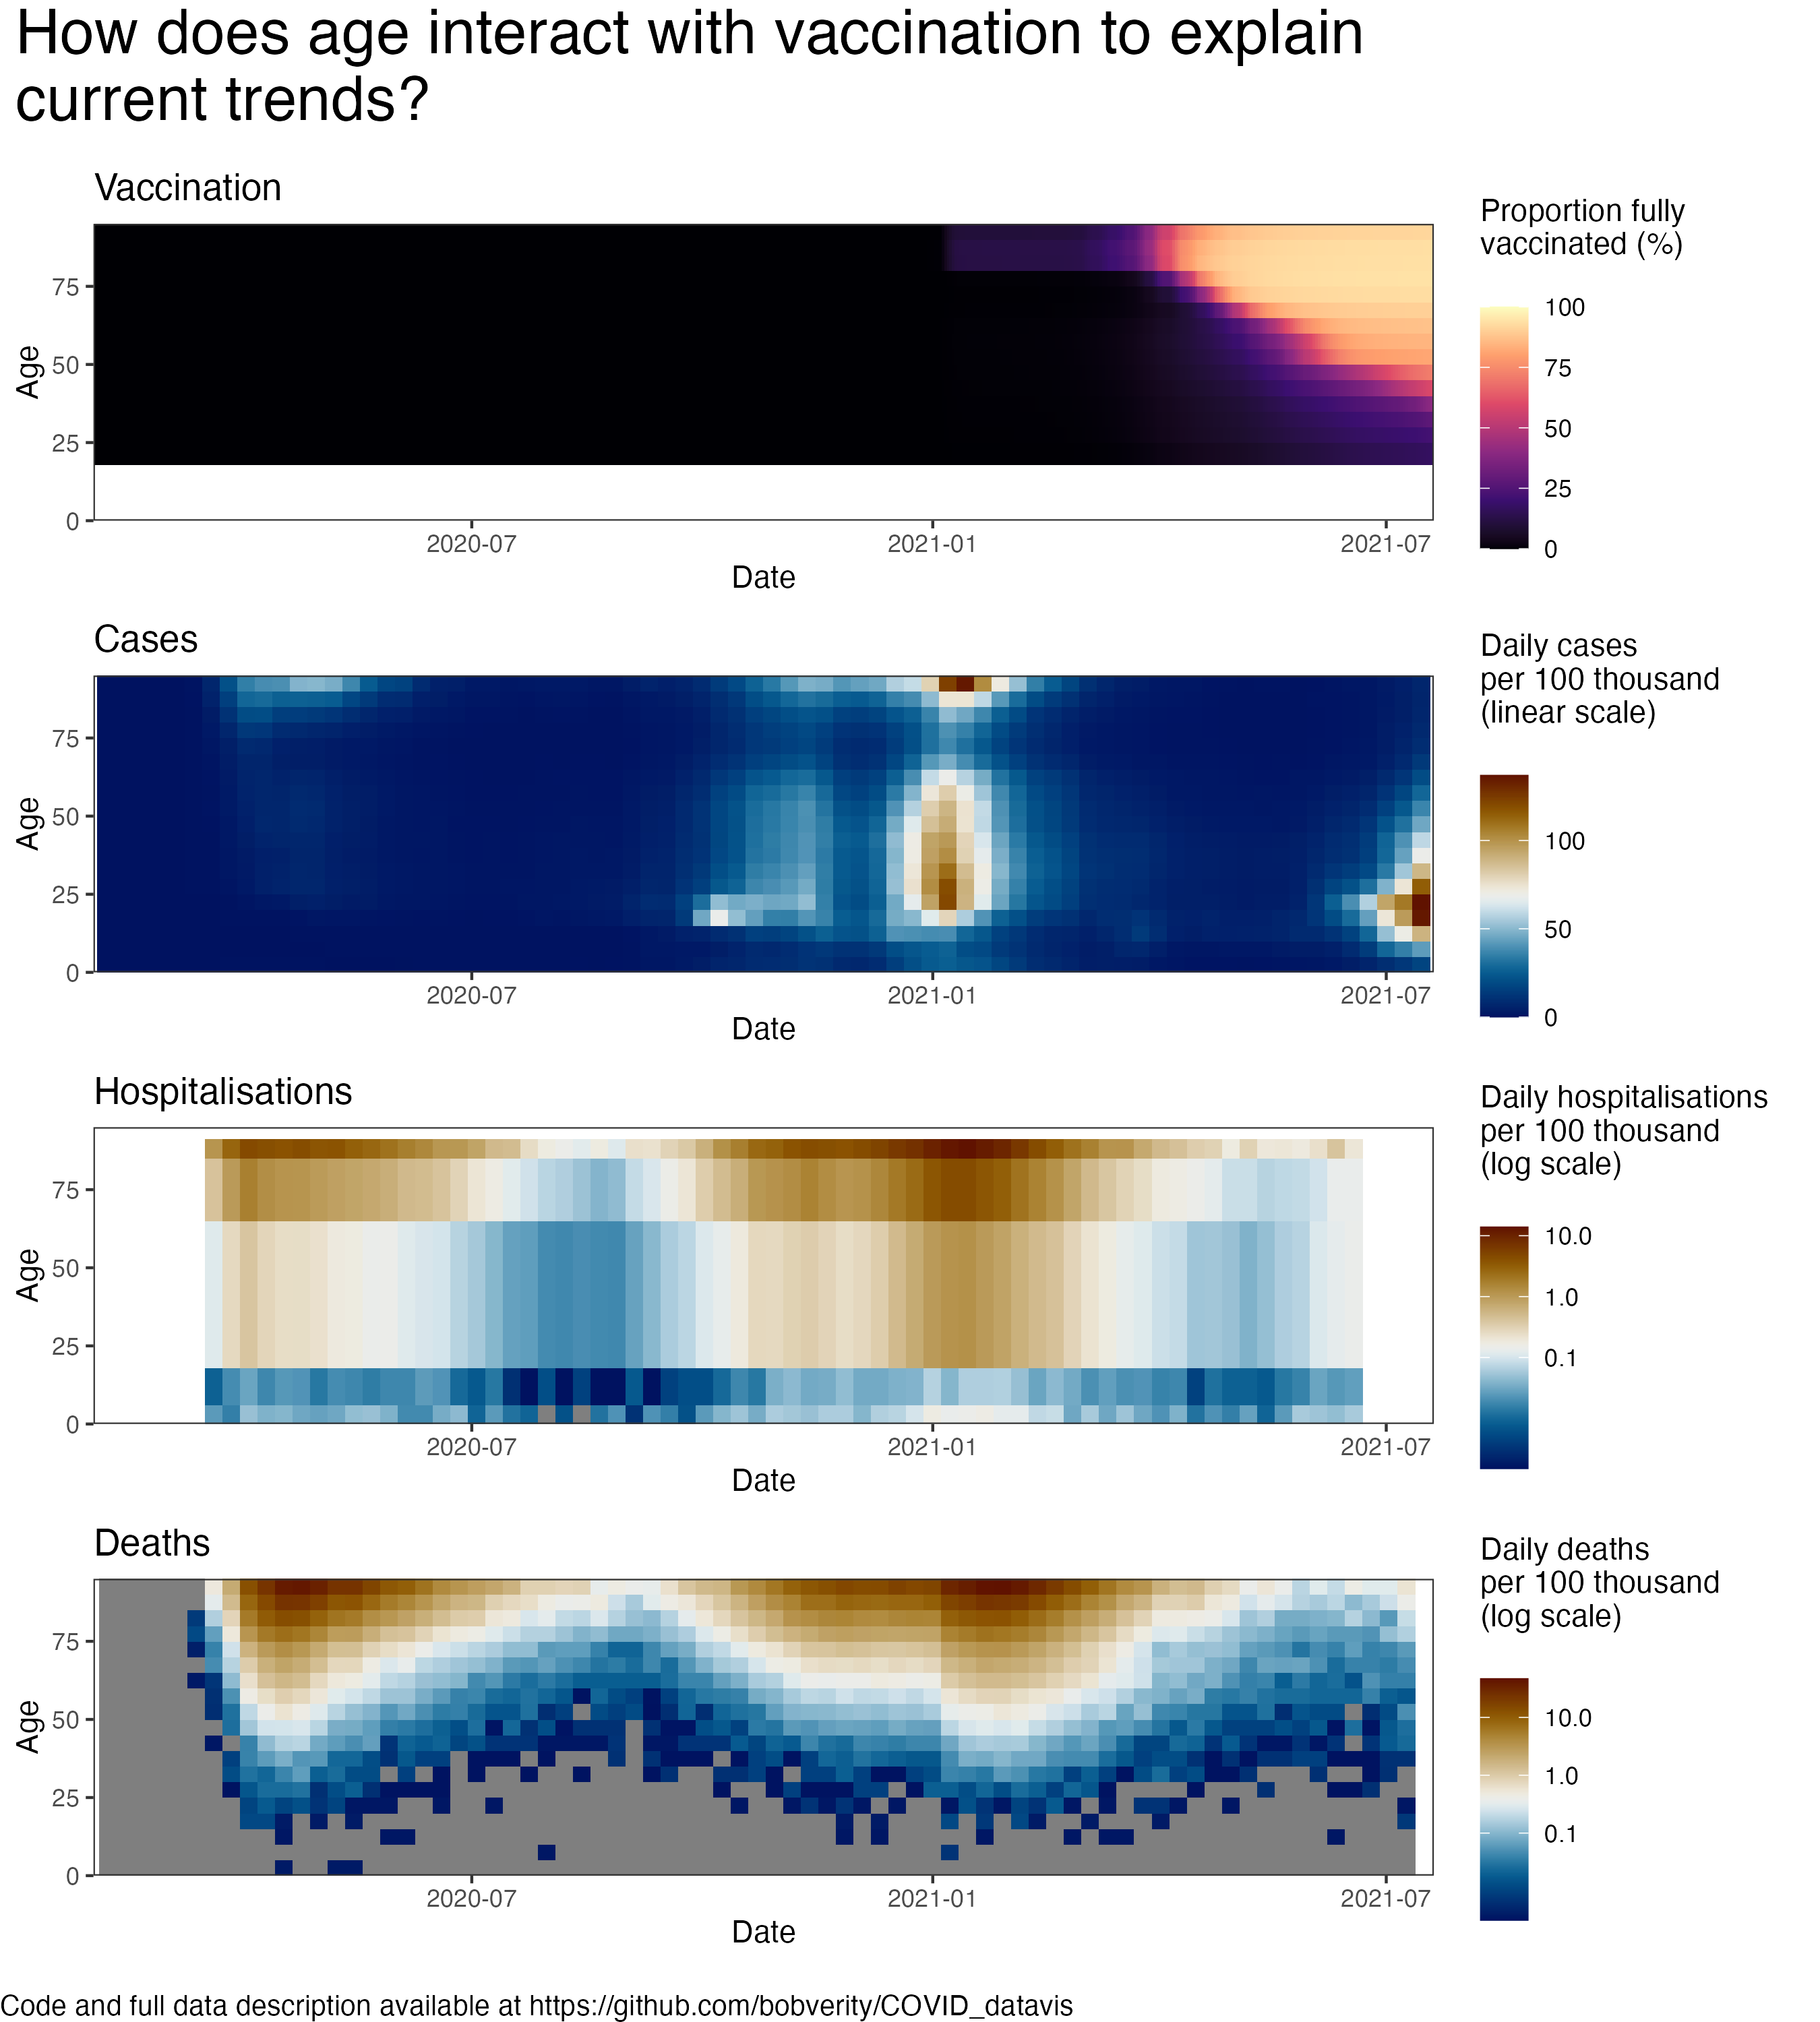 How does age interact with vaccination to explain
current trends?
Vaccination
Age
75
50
25
0
2020-07
2021-01
2021-07
Date
Proportion fully
vaccinated (%)
100
75
50
25
0
Cases
Age
75
50
25
0
2020-07
2021-01
2021-07
Date
Daily cases
per 100 thousand
(linear scale)
100
50
0
Hospitalisations
Age
75
50
25
0
2020-07
2021-01
2021-07
Date
Daily hospitalisations
per 100 thousand
(log scale)
10.0
1.0
0.1
Deaths
Age
75
50
25
0
2020-07
2021-01
2021-07
Date
Daily deaths
per 100 thousand
(log scale)
10.0
1.0
0.1
Code and full data description available at https://github.com/bobverity/COVID_datavis